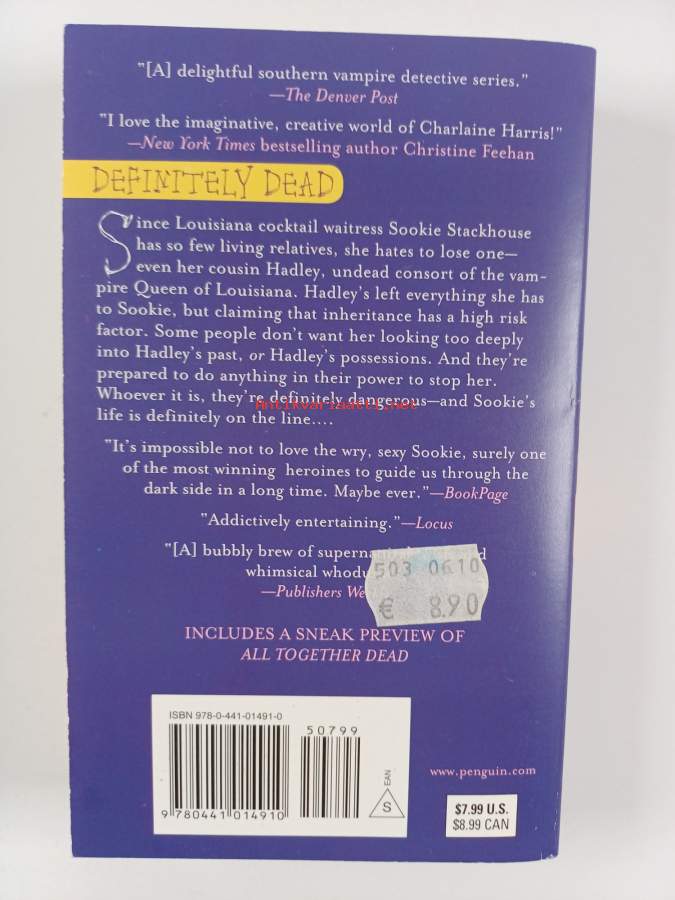 "[A] delightful southern vampire detective series."
—The Denver Post
"I love the imaginative, creative world of Charlaine Harris!"
—New York Times bestselling author Christine Feehan
DEFINITELY DEAD
Since Louisiana cocktail waitress Sookie Stackhouse
has so few living relatives, she hates to lose one—
even her cousin Hadley, undead consort of the vam-
pire Queen of Louisiana. Hadley's left everything she has
to Sookie, but claiming that inheritance has a high risk
factor. Some people don't want her looking too deeply
into Hadley's past, or Hadley's possessions. And they're
prepared to do anything in their power to stop her.
Whoever it is, they're definitely dangerous—and Sookie's
Antikvariaatti.net
life is definitely on the line....
"It's impossible not to love the wry, sexy Sookie, surely one
of the most winning heroines to guide us through the
dark side in a long time. Maybe ever."—BookPage
"Addictively entertaining."—Locus
"[A] bubbly brew of
whimsical
—Publishers
503 06.10
€ 8.90
INCLUDES A SNEAK PREVIEW OF
ALL TOGETHER DEAD
ISBN 978-0-441-01491-0
50799
9 780441 014910
EAN
S
www.penguin.com
$7.99 U.S.
$8.99 CAN